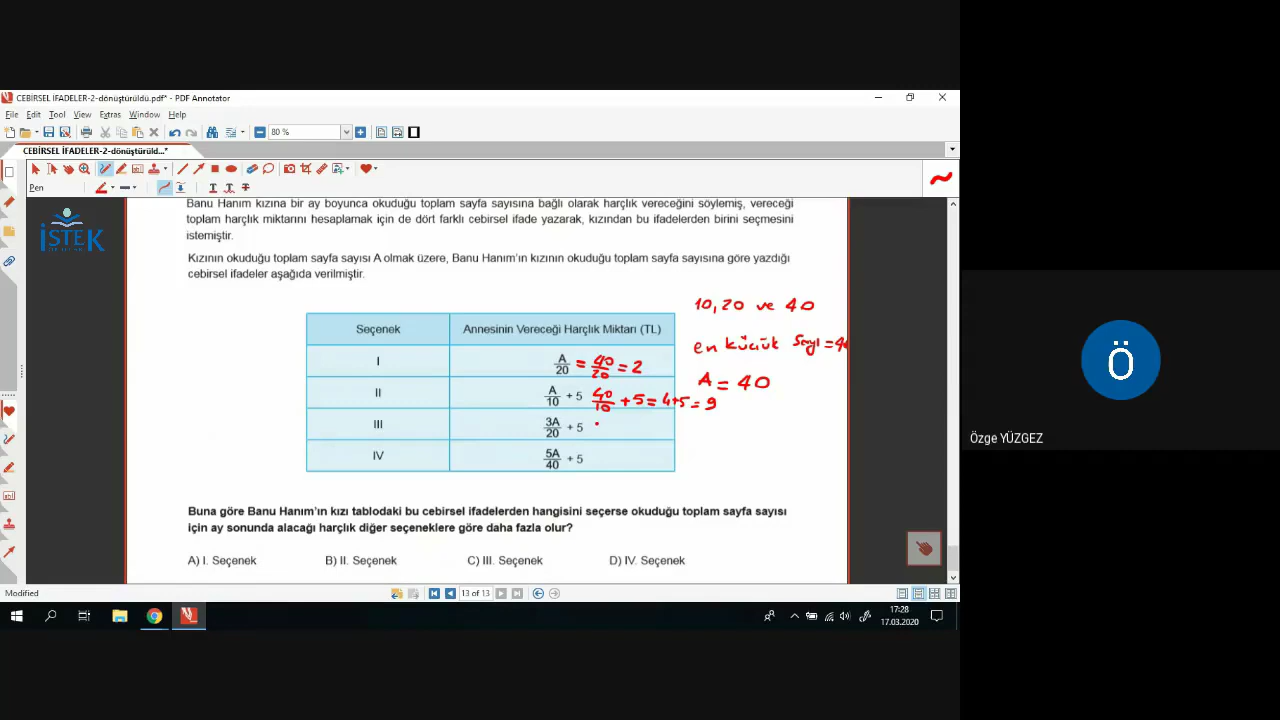 CEBİRSEL İFADELER-2-dönüştürüldü.pdf* - PDF Annotator
File Edit Tool View Extras Window Help
80 %
CEBİRSEL İFADELER-2-dönüştürüld...*
Pen
İSTEK
Banu Hanım kızına bir ay boyunca okuduğu toplam sayfa sayısına bağlı olarak harçlık vereceğini söylemiş, vereceği
toplam harçlık miktarını hesaplamak için de dört farklı cebirsel ifade yazarak, kızından bu ifadelerden birini seçmesini
istemiştir.
Kızının okuduğu toplam sayfa sayısı A olmak üzere, Banu Hanım'ın kızının okuduğu toplam sayfa sayısına göre yazdığı
cebirsel ifadeler aşağıda verilmiştir.
10, 20 ve 40
Seçenek Annesinin Vereceği Harçlık Miktarı (TL)
en küçük sayı = 40
I A/20 = 40/20 = 2
A = 40
II A/10 + 5 40/10 + 5 = 4+5 = 9
III 3A/20 + 5
IV 5A/40 + 5
Buna göre Banu Hanım'ın kızı tablodaki bu cebirsel ifadelerden hangisini seçerse okuduğu toplam sayfa sayısı
için ay sonunda alacağı harçlık diğer seçeneklere göre daha fazla olur?
A) I. Seçenek B) II. Seçenek C) III. Seçenek D) IV. Seçenek
Ö
Özge YÜZGEZ
Modified 13 of 13
17:28
17.03.2020